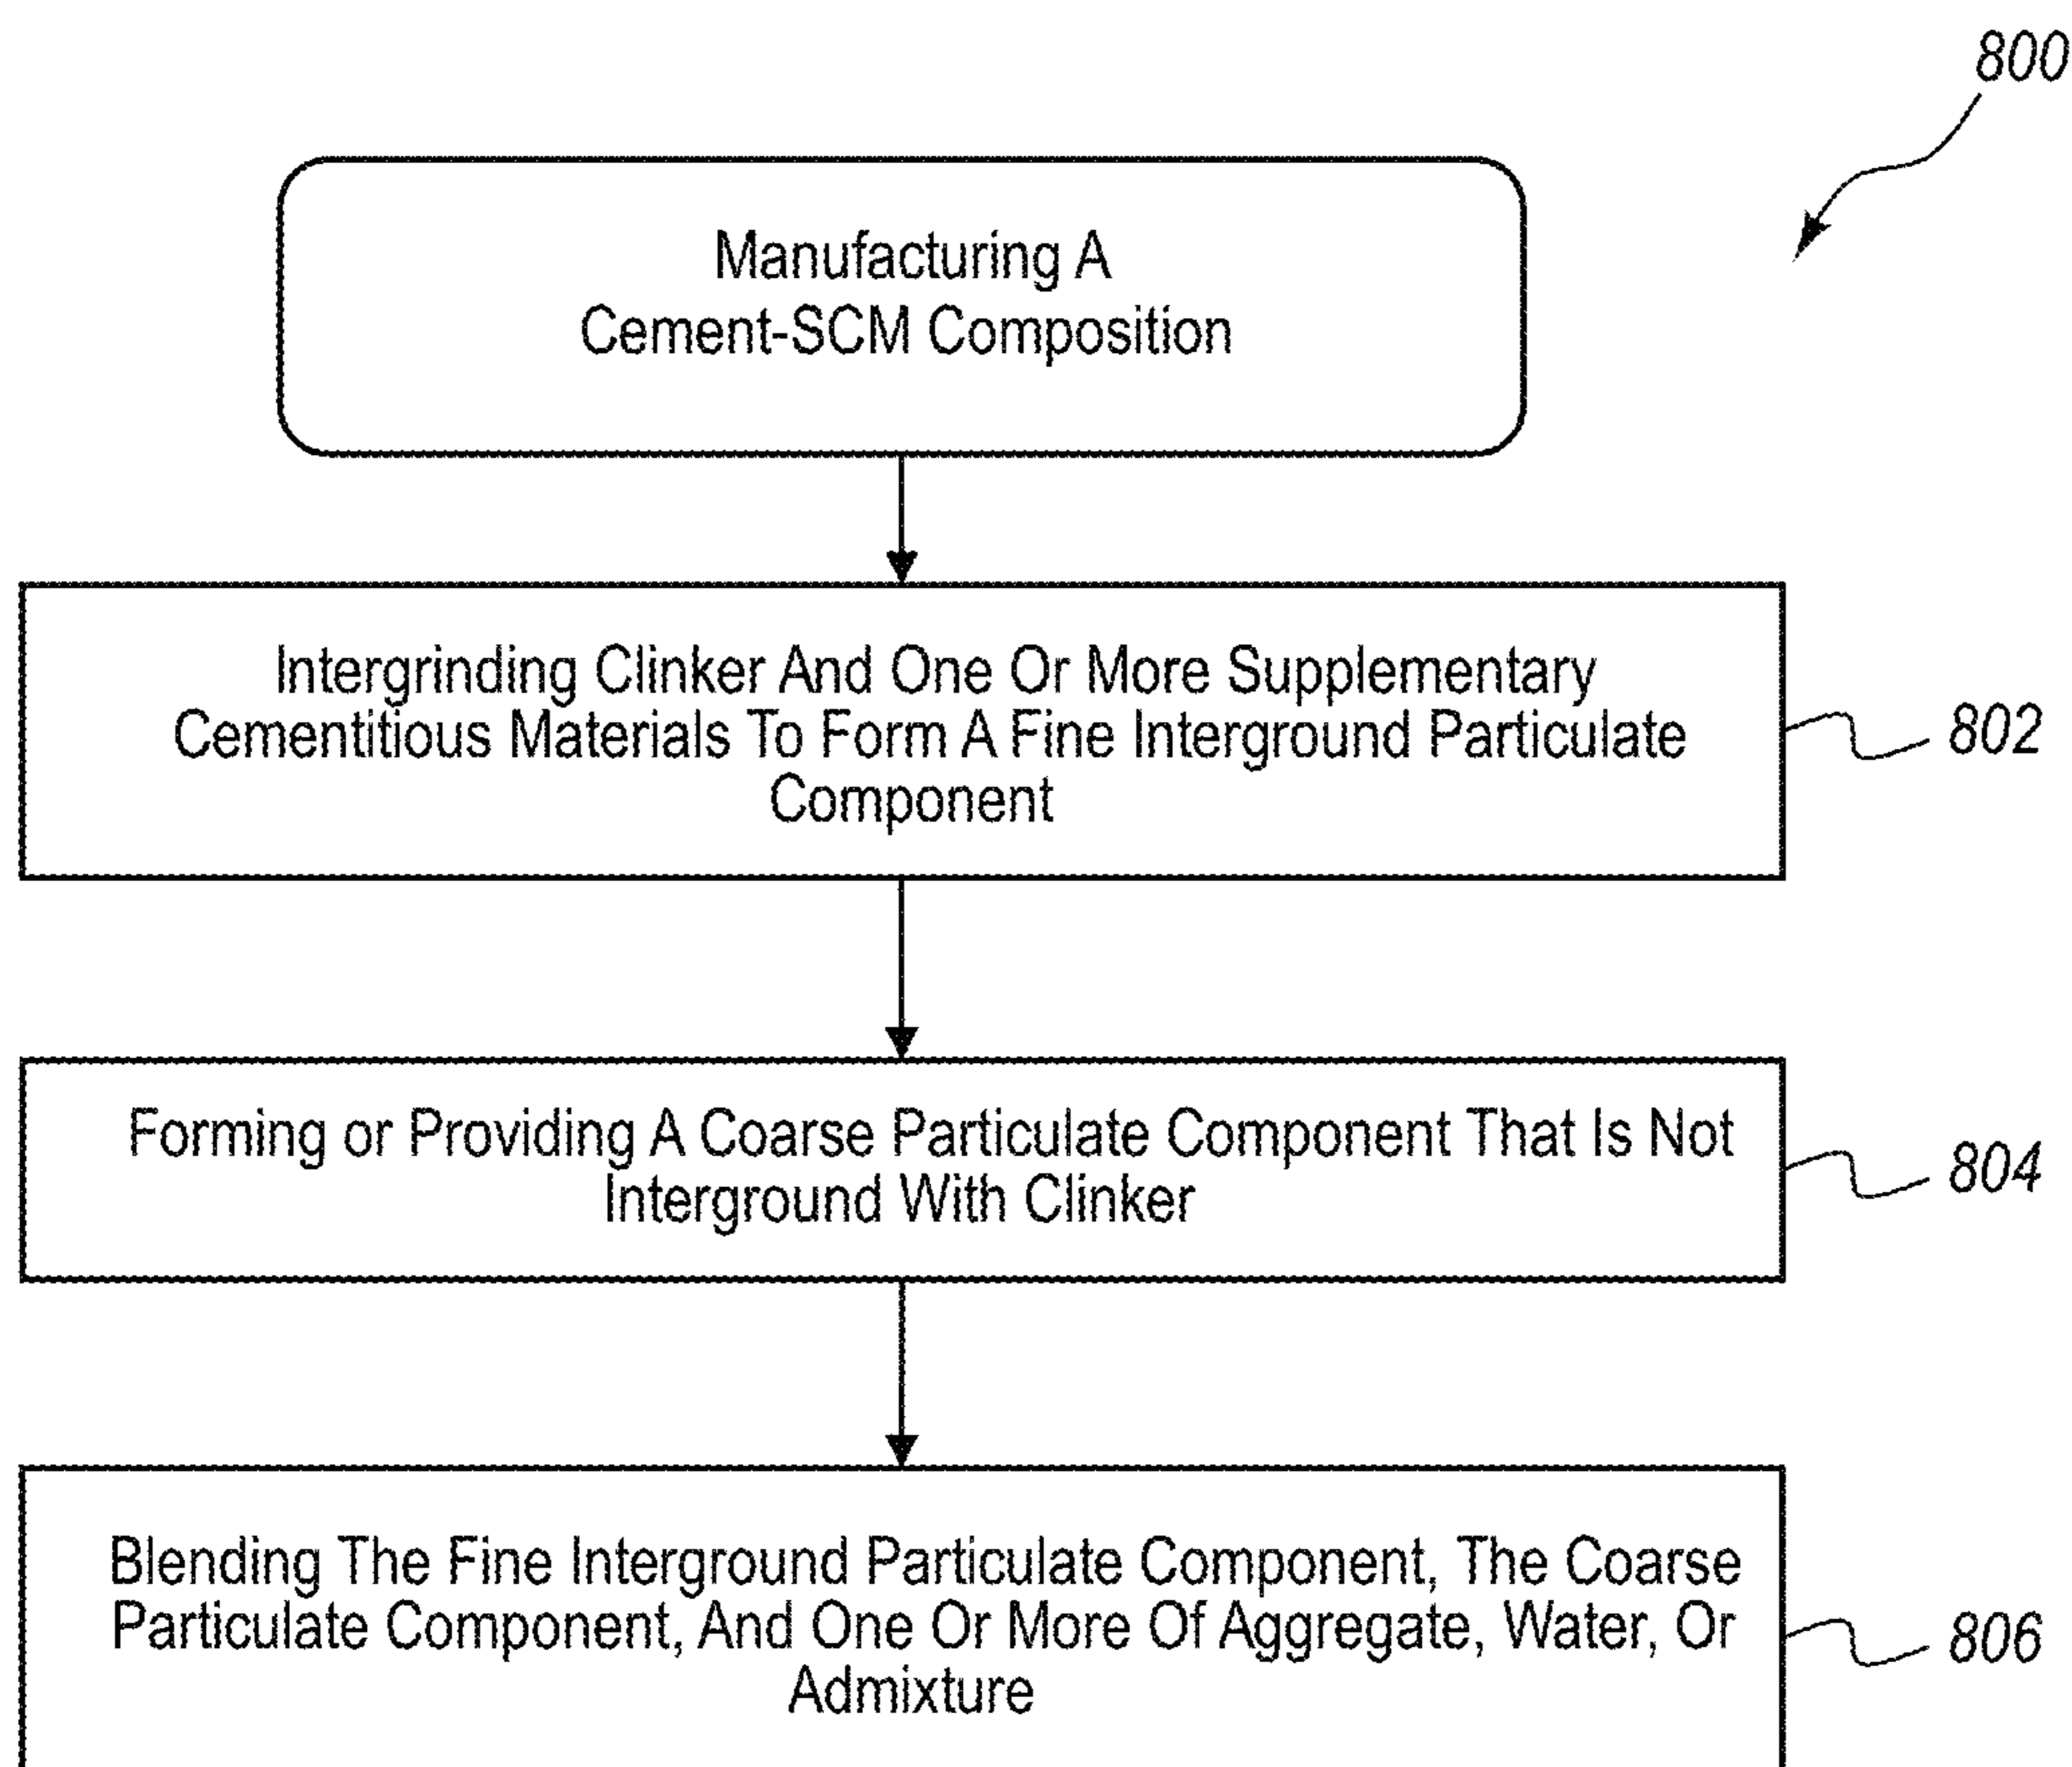 800
Manufacturing A
Cement-SCM Composition
Intergrinding Clinker And One Or More Supplementary
Cementitious Materials To Form A Fine Interground Particulate
Component
802
Forming or Providing A Coarse Particulate Component That Is Not
Interground With Clinker
804
Blending The Fine Interground Particulate Component, The Coarse
Particulate Component, And One Or More Of Aggregate, Water, Or
Admixture
806